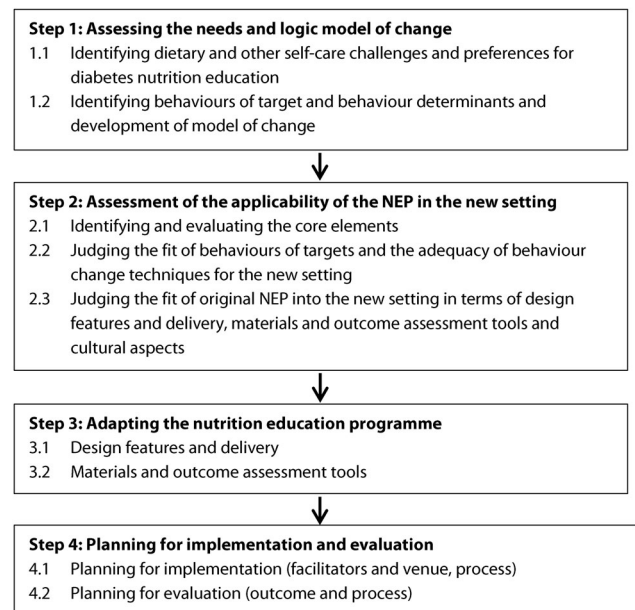 Step 1: Assessing the needs and logic model of change
1.1 Identifying dietary and other self-care challenges and preferences for
diabetes nutrition education
1.2 Identifying behaviours of target and behaviour determinants and
development of model of change
Step 2: Assessment of the applicability of the NEP in the new setting
2.1 Identifying and evaluating the core elements
2.2 Judging the fit of behaviours of targets and the adequacy of behaviour
change techniques for the new setting
2.3 Judging the fit of original NEP into the new setting in terms of design
features and delivery, materials and outcome assessment tools and
cultural aspects
Step 3: Adapting the nutrition education programme
3.1 Design features and delivery
3.2 Materials and outcome assessment tools
Step 4: Planning for implementation and evaluation
4.1 Planning for implementation (facilitators and venue, process)
4.2 Planning for evaluation (outcome and process)